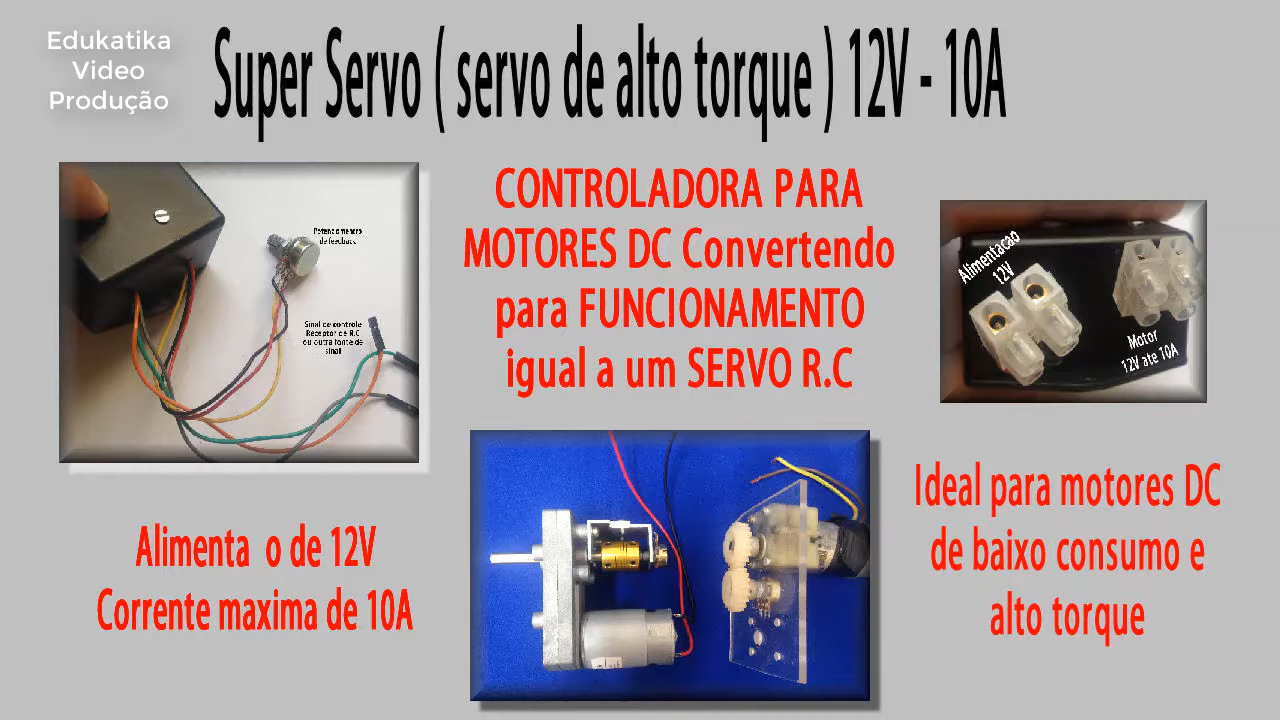 Edukatika
Video
Produção
Super Servo ( servo de alto torque ) 12V - 10A
CONTROLADORA PARA
MOTORES DC Convertendo
para FUNCIONAMENTO
igual a um SERVO R.C
Potenciometro
de feedback
Sinal de controle
Receptor de R.C
ou outra fonte de
sinal
Alimentacao
12V
Motor
12V ate 10A
Alimenta o de 12V
Corrente maxima de 10A
Ideal para motores DC
de baixo consumo e
alto torque